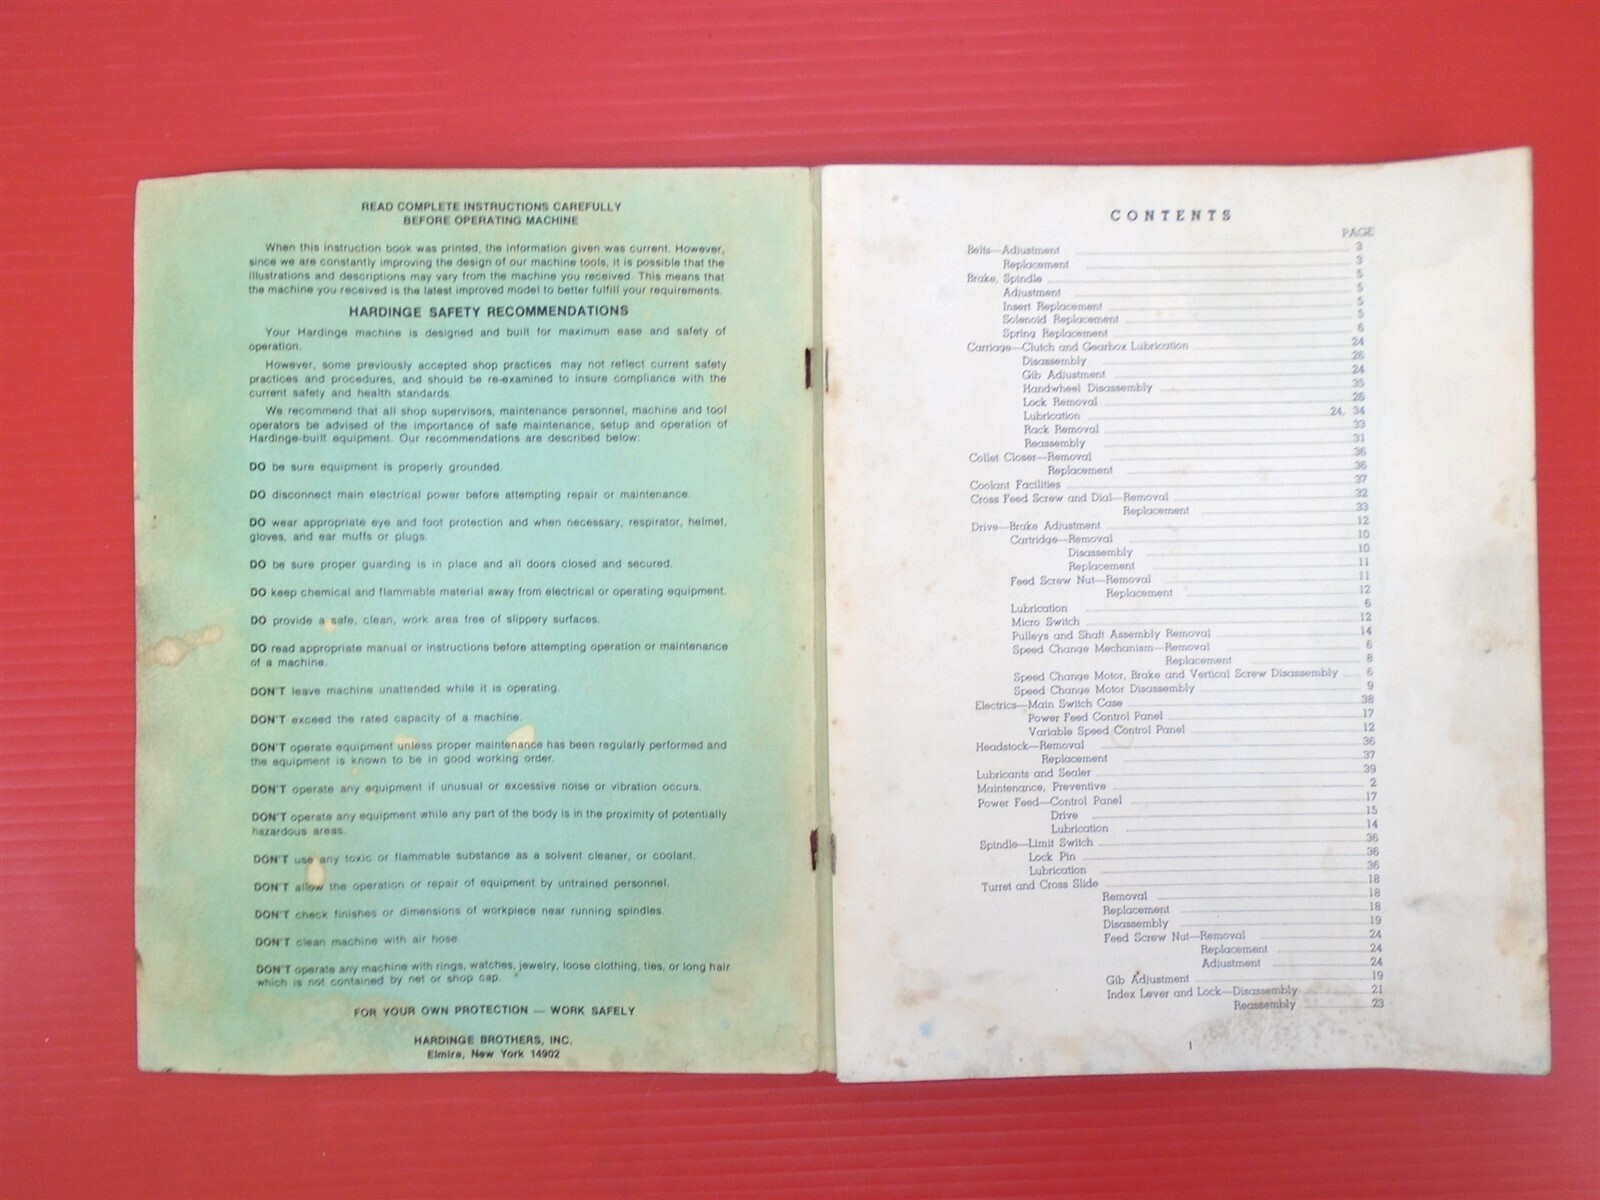 READ COMPLETE INSTRUCTIONS CAREFULLY
BEFORE OPERATING MACHINE
When this instruction book was printed, the information given was current. However,
since we are constantly improving the design of our machine tools, it is possible that the
illustrations and descriptions may vary from the machine you received. This means that
the machine you received is the latest improved model to better fulfill your requirements.
HARDINGE SAFETY RECOMMENDATIONS
Your Hardinge machine is designed and built for maximum ease and safety of
operation.
However, some previously accepted shop practices may not reflect current safety
practices and procedures, and should be re-examined to insure compliance with the
current safety and health standards.
We recommend that all shop supervisors, maintenance personnel, machine and tool
operators be advised of the importance of safe maintenance, setup and operation of
Hardinge-built equipment. Our recommendations are described below:
DO be sure equipment is properly grounded.
DO disconnect main electrical power before attempting repair or maintenance.
DO wear appropriate eye and foot protection and when necessary, respirator, helmet,
gloves, and ear muffs or plugs.
DO be sure proper guarding is in place and all doors closed and secured.
DO keep chemical and flammable material away from electrical or operating equipment.
DO provide a safe, clean, work area free of slippery surfaces.
DO read appropriate manual or instructions before attempting operation or maintenance
of a machine.
DON'T leave machine unattended while it is operating.
DON'T exceed the rated capacity of a machine.
DON'T operate equipment unless proper maintenance has been regularly performed and
the equipment is known to be in good working order.
DON'T operate any equipment if unusual or excessive noise or vibration occurs.
DON'T operate any equipment while any part of the body is in the proximity of potentially
hazardous areas.
DON'T use any toxic or flammable substance as a solvent cleaner, or coolant.
DON'T allow the operation or repair of equipment by untrained personnel.
DON'T check finishes or dimensions of workpiece near running spindles.
DON'T clean machine with air hose.
DON'T operate any machine with rings, watches, jewelry, loose clothing, ties, or long hair
which is not contained by net or shop cap.
FOR YOUR OWN PROTECTION — WORK SAFELY
HARDINGE BROTHERS, INC.
Elmira, New York 14902
CONTENTS
PAGE
Belts—Adjustment 3
Replacement 3
Brake, Spindle 5
Adjustment 5
Insert Replacement 5
Solenoid Replacement 5
Spring Replacement 6
Carriage—Clutch and Gearbox Lubrication 24
Disassembly 26
Gib Adjustment 24
Handwheel Disassembly 35
Lock Removal 26
Lubrication 24, 34
Rack Removal 33
Reassembly 31
Collet Closer—Removal 36
Replacement 36
Coolant Facilities 37
Cross Feed Screw and Dial—Removal 32
Replacement 33
Drive—Brake Adjustment 12
Cartridge—Removal 10
Disassembly 10
Replacement 11
Feed Screw Nut—Removal 11
Replacement 12
Lubrication 6
Micro Switch 12
Pulleys and Shaft Assembly Removal 14
Speed Change Mechanism—Removal 6
Replacement 8
Speed Change Motor, Brake and Vertical Screw Disassembly 6
Speed Change Motor Disassembly 9
Electrics—Main Switch Case 38
Power Feed Control Panel 17
Variable Speed Control Panel 12
Headstock—Removal 36
Replacement 37
Lubricants and Sealer 39
Maintenance, Preventive 2
Power Feed—Control Panel 17
Drive 15
Lubrication 14
Spindle—Limit Switch 36
Lock Pin 36
Lubrication 36
Turret and Cross Slide 18
Removal 18
Replacement 18
Disassembly 19
Feed Screw Nut—Removal 24
Replacement 24
Adjustment 24
Gib Adjustment 19
Index Lever and Lock—Disassembly 21
Reassembly 23
1